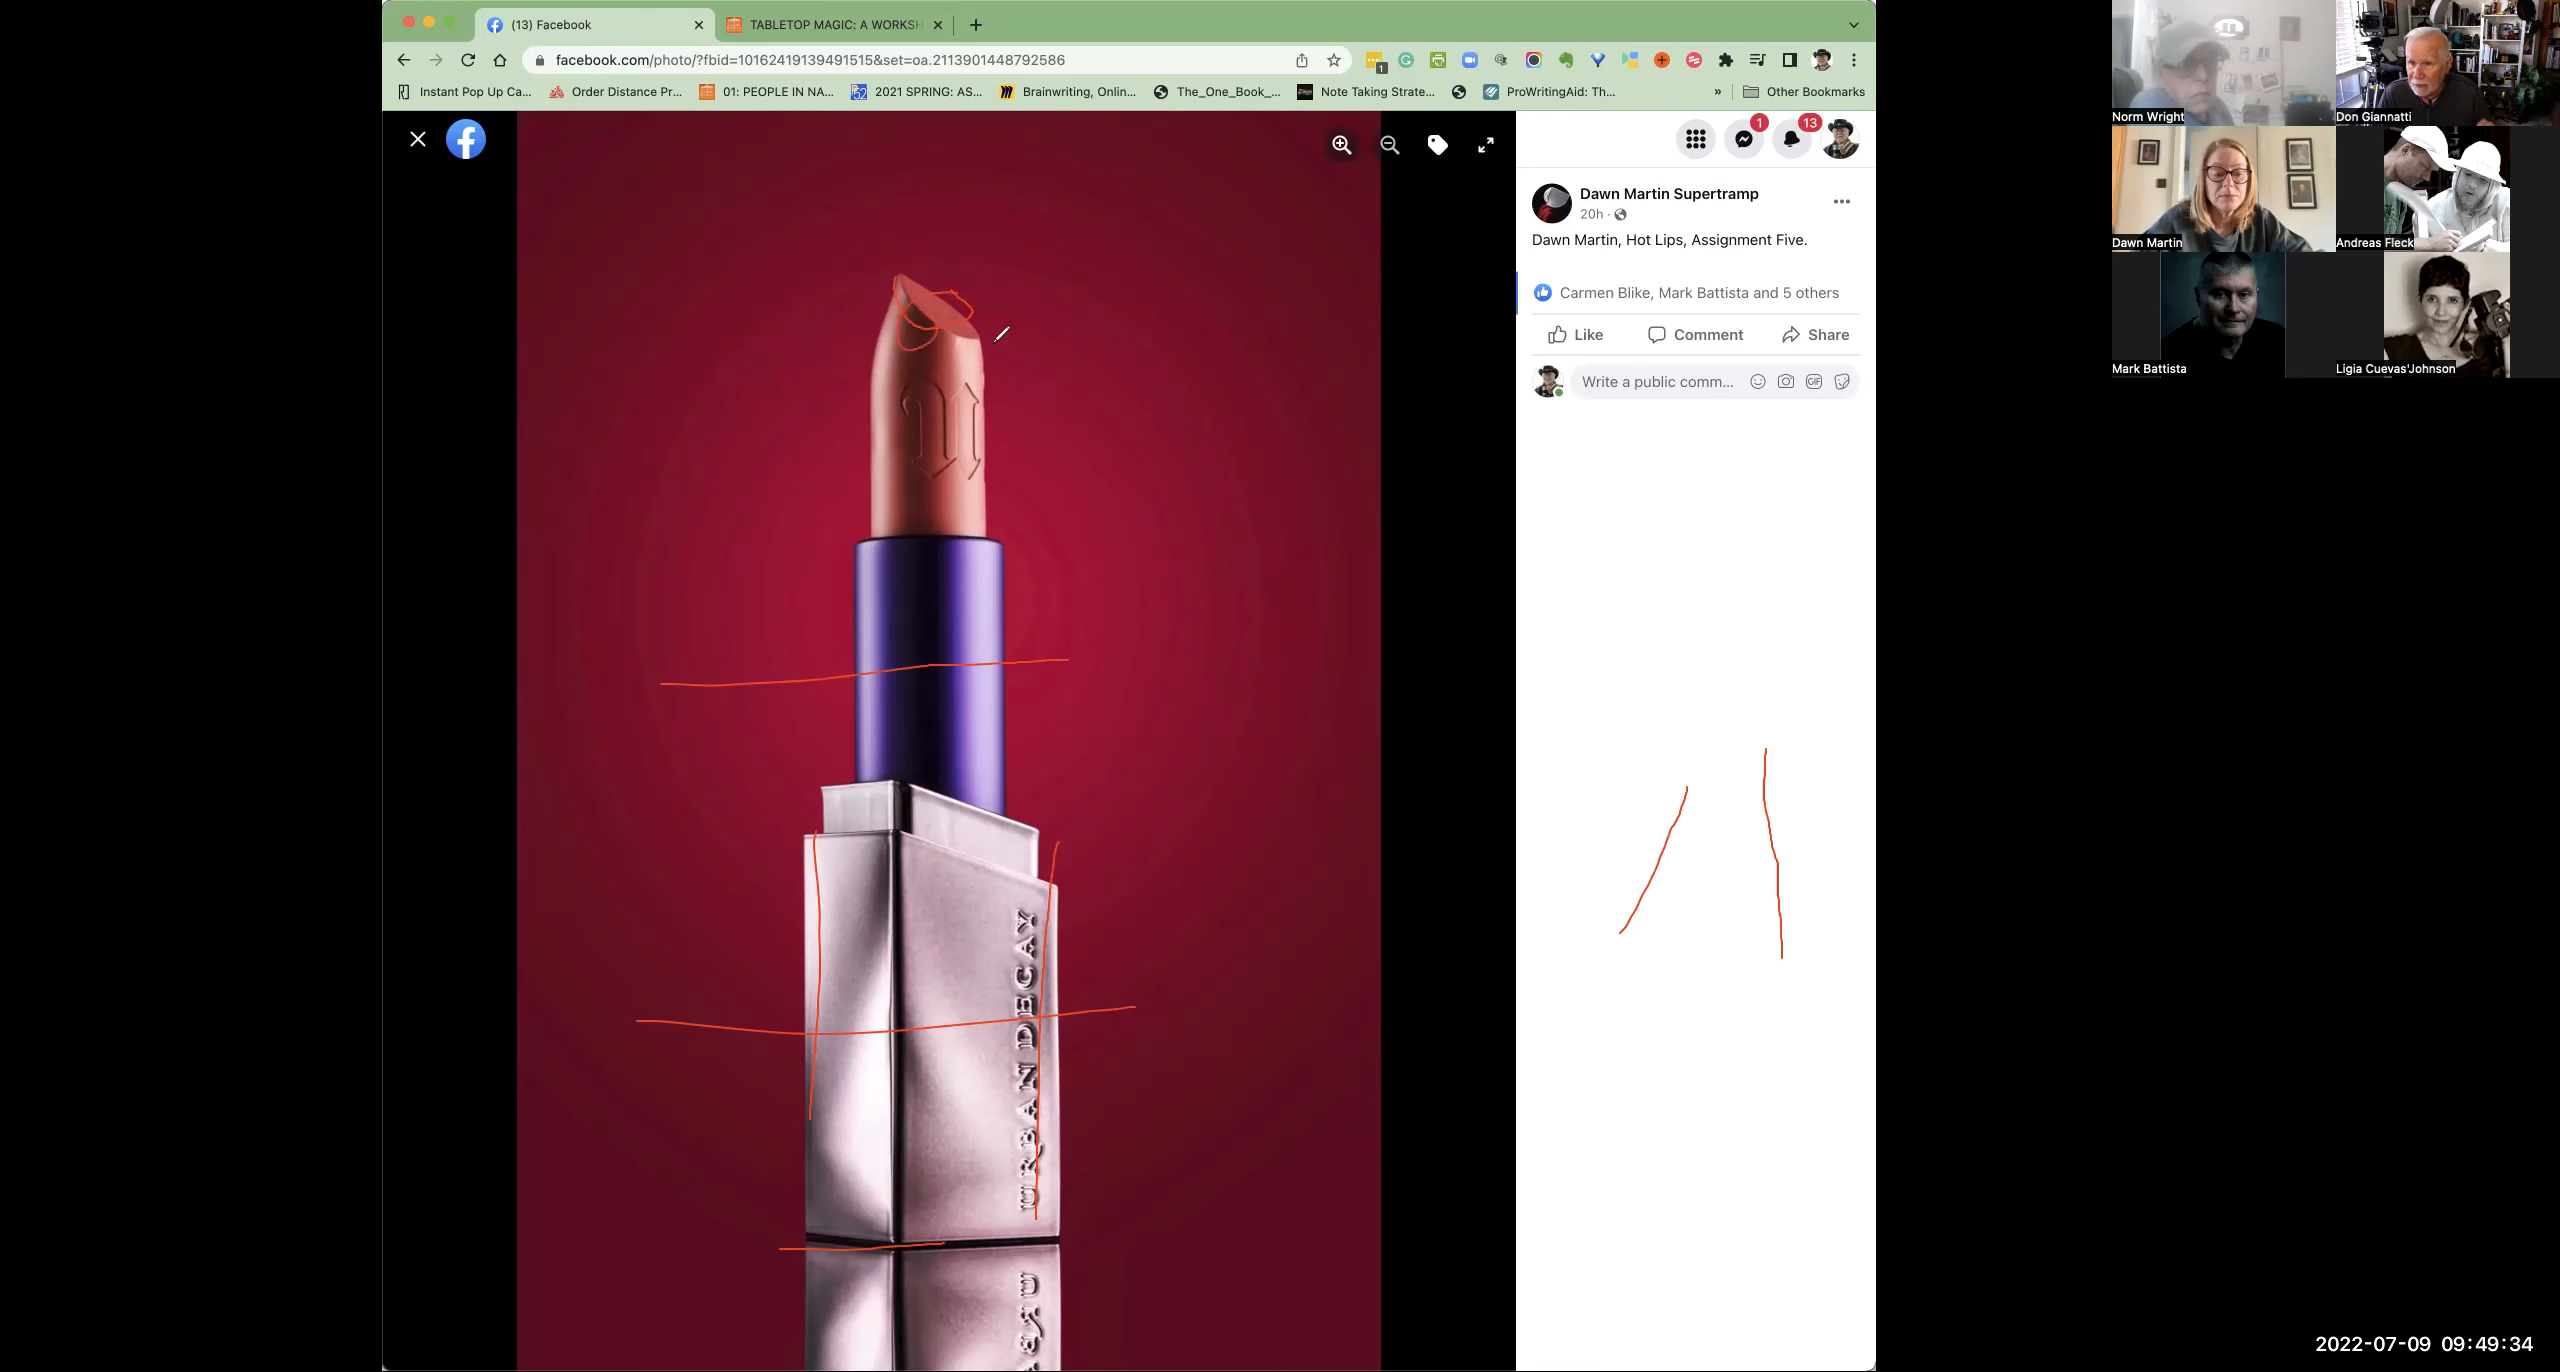 (13) Facebook
TABLETOP MAGIC: A WORKSH
facebook.com/photo/?fbid=10162419139491515&set=oa.2113901448792586
1
Instant Pop Up Ca...
Order Distance Pr...
01: PEOPLE IN NA...
2021 SPRING: AS...
Brainwriting, Onlin...
The_One_Book_...
Note Taking Strate...
ProWritingAid: Th...
»
Other Bookmarks
1
13
Dawn Martin Supertramp
20h ·
Dawn Martin, Hot Lips, Assignment Five.
Carmen Blike, Mark Battista and 5 others
Like
Comment
Share
Write a public comm...
GIF
URBAN DECAY
Norm Wright
Don Giannatti
Dawn Martin
Andreas Fleck
Mark Battista
Ligia Cuevas'Johnson
2022-07-09 09:49:34